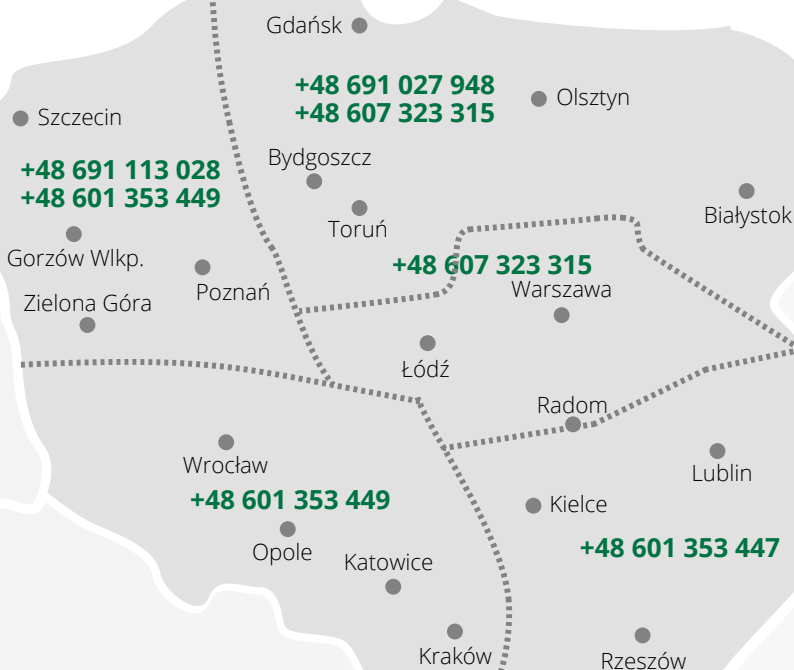 Gdańsk
+48 691 027 948
+48 607 323 315
Olsztyn
Szczecin
+48 691 113 028
+48 601 353 449
Bydgoszcz
Toruń
Białystok
Gorzów Wlkp.
Poznań
Zielona Góra
+48 607 323 315
Warszawa
Łódź
Radom
Wrocław
+48 601 353 449
Opole
Katowice
Kraków
Lublin
Kielce
+48 601 353 447
Rzeszów